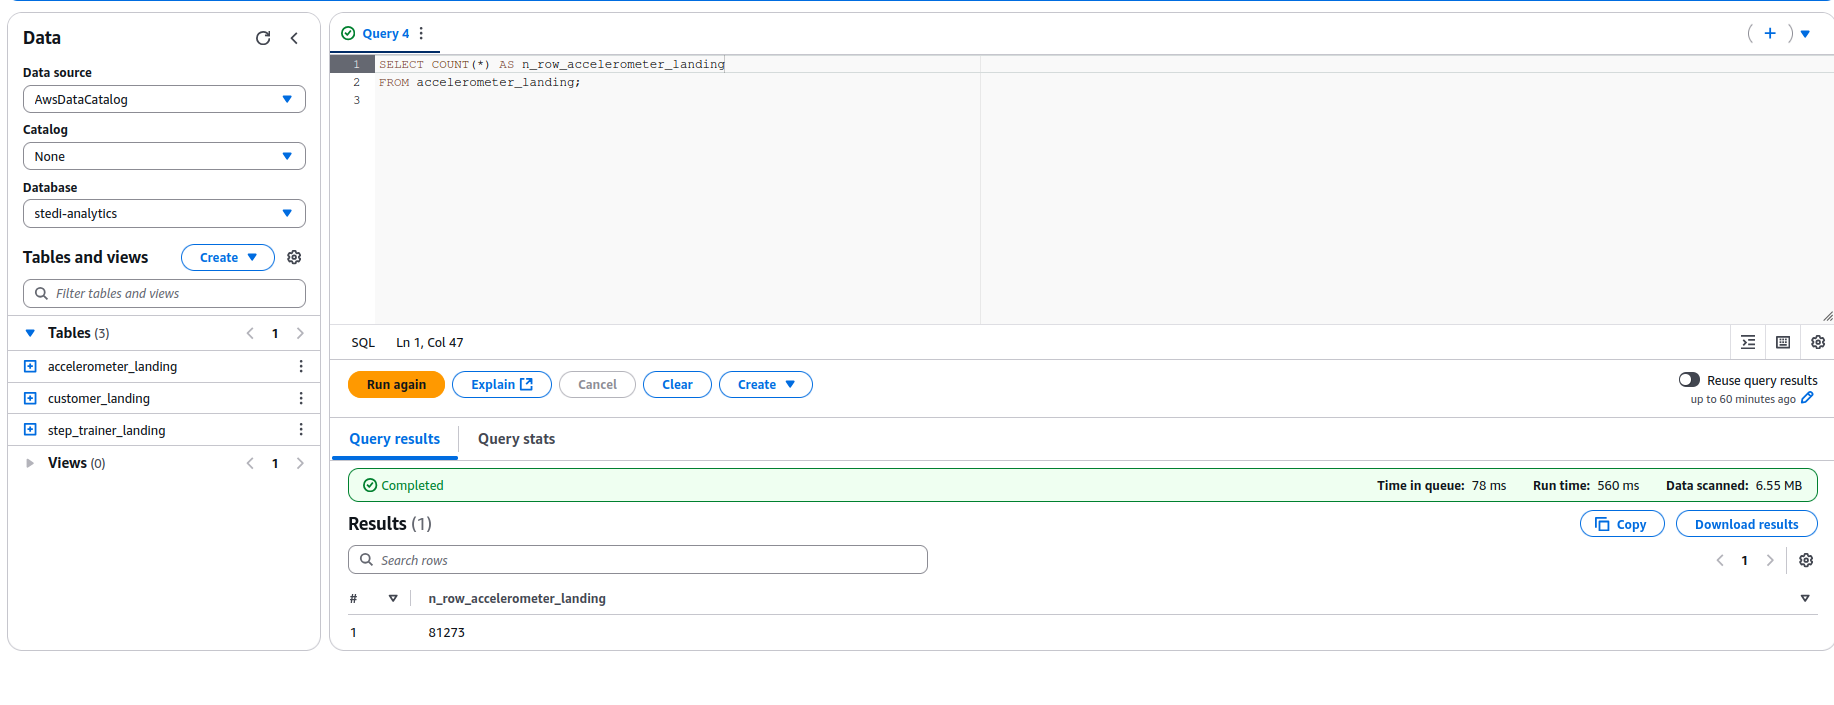 Data
Data source
AwsDataCatalog
Catalog
None
Database
stedi-analytics
Tables and views
Create
Filter tables and views
Tables (3)
1
accelerometer_landing
customer_landing
step_trainer_landing
Views (0)
1
Query 4
1 SELECT COUNT(*) AS n_row_accelerometer_landing
2 FROM accelerometer_landing;
3
SQL Ln 1, Col 47
Run again Explain Cancel Clear Create
Reuse query results
up to 60 minutes ago
Query results Query stats
Completed Time in queue: 78 ms Run time: 560 ms Data scanned: 6.55 MB
Results (1) Copy Download results
Search rows
1
# n_row_accelerometer_landing
1 81273